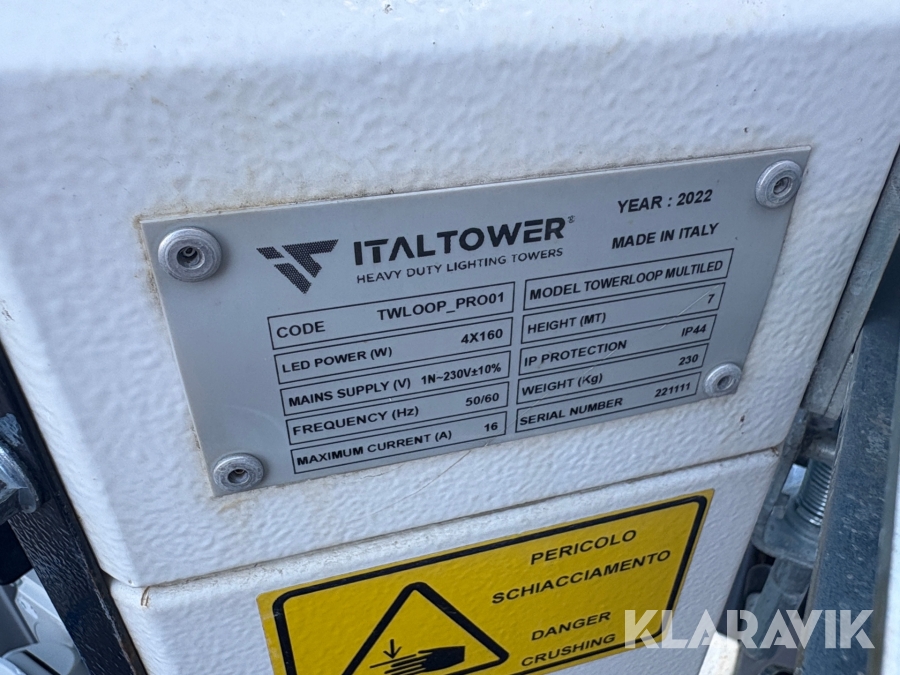 YEAR : 2022
ITALTOWER®
HEAVY DUTY LIGHTING TOWERS
MADE IN ITALY
CODE TWLOOP_PRO01
LED POWER (W) 4X160
MAINS SUPPLY (V) 1N~230V±10%
FREQUENCY (Hz) 50/60
MAXIMUM CURRENT (A) 16
MODEL TOWERLOOP MULTILED
HEIGHT (MT) 7
IP PROTECTION IP44
WEIGHT (Kg) 230
SERIAL NUMBER 221111
PERICOLO
SCHIACCIAMENTO
DANGER
CRUSHING
KLARAVIK